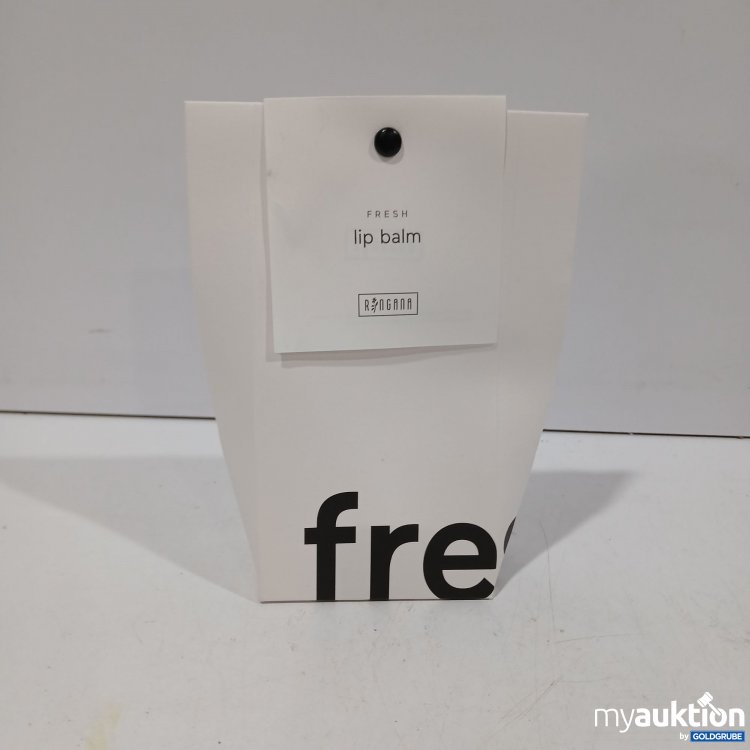 FRESH
lip balm
RINGANA
fre
myauktion
by GOLDGRUBE